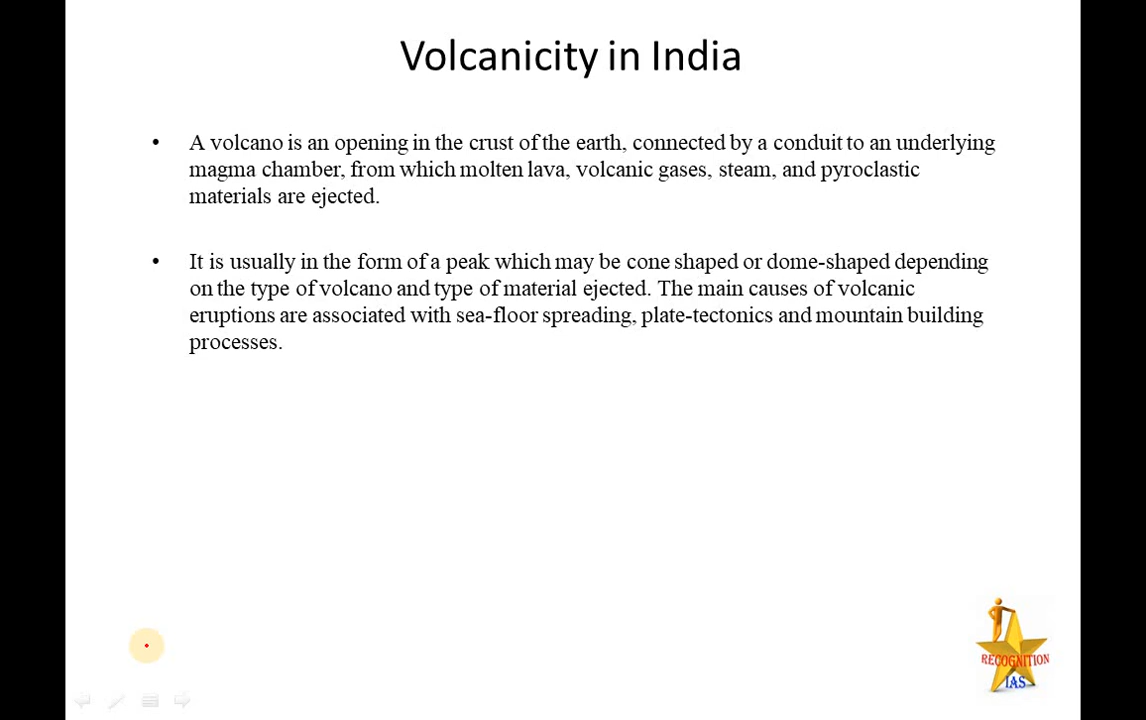 Volcanicity in India
• A volcano is an opening in the crust of the earth, connected by a conduit to an underlying
magma chamber, from which molten lava, volcanic gases, steam, and pyroclastic
materials are ejected.
• It is usually in the form of a peak which may be cone shaped or dome-shaped depending
on the type of volcano and type of material ejected. The main causes of volcanic
eruptions are associated with sea-floor spreading, plate-tectonics and mountain building
processes.
RECOGNITION
IAS